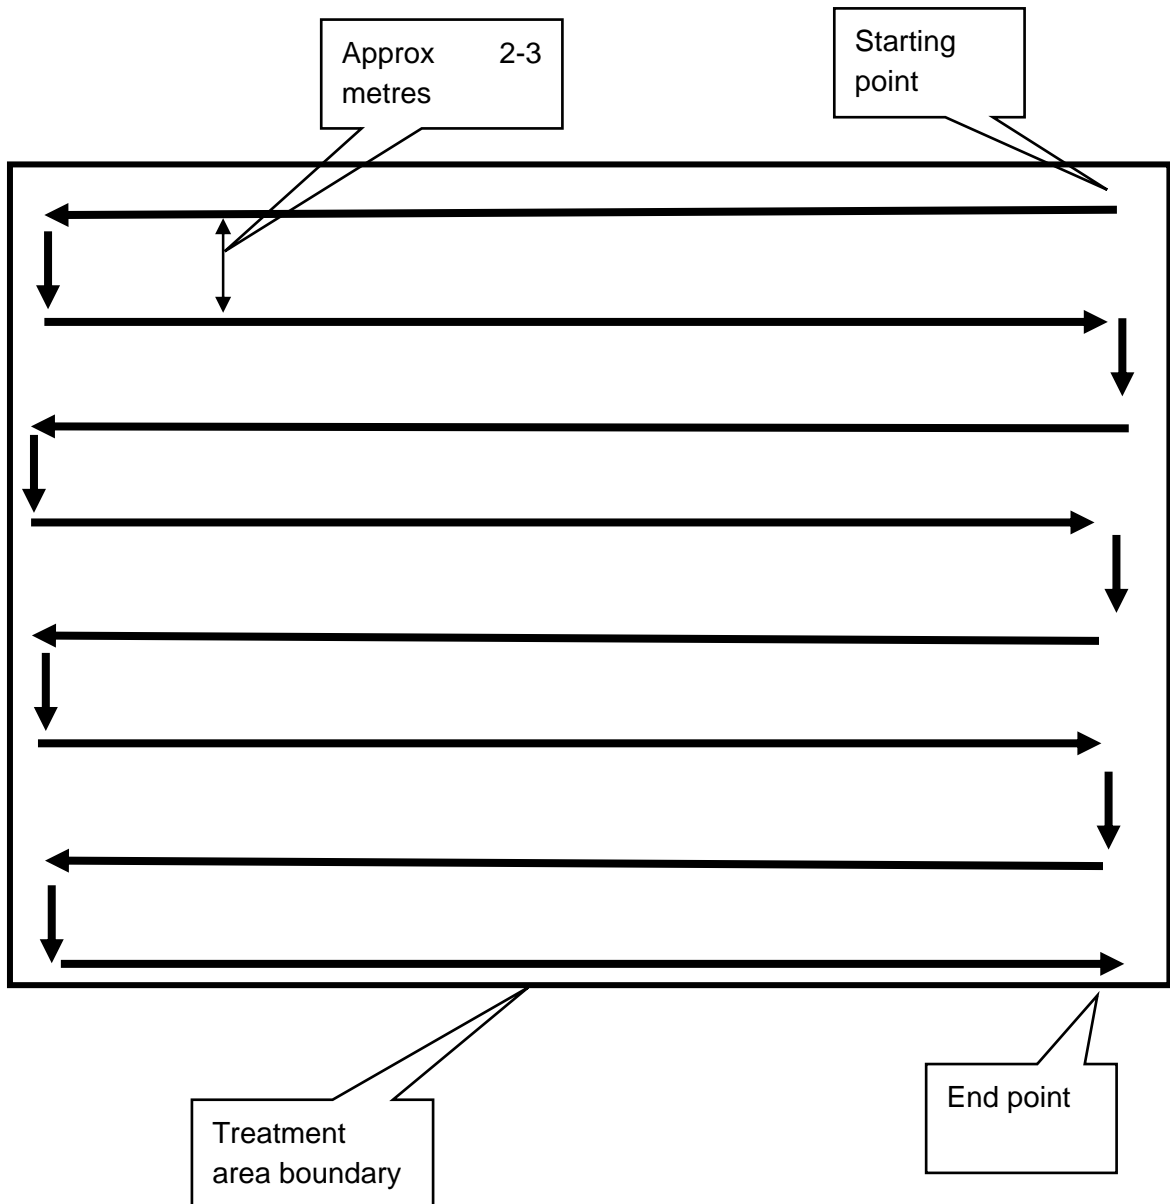 Approx 2-3
metres
Starting
point
Treatment
area boundary
End point